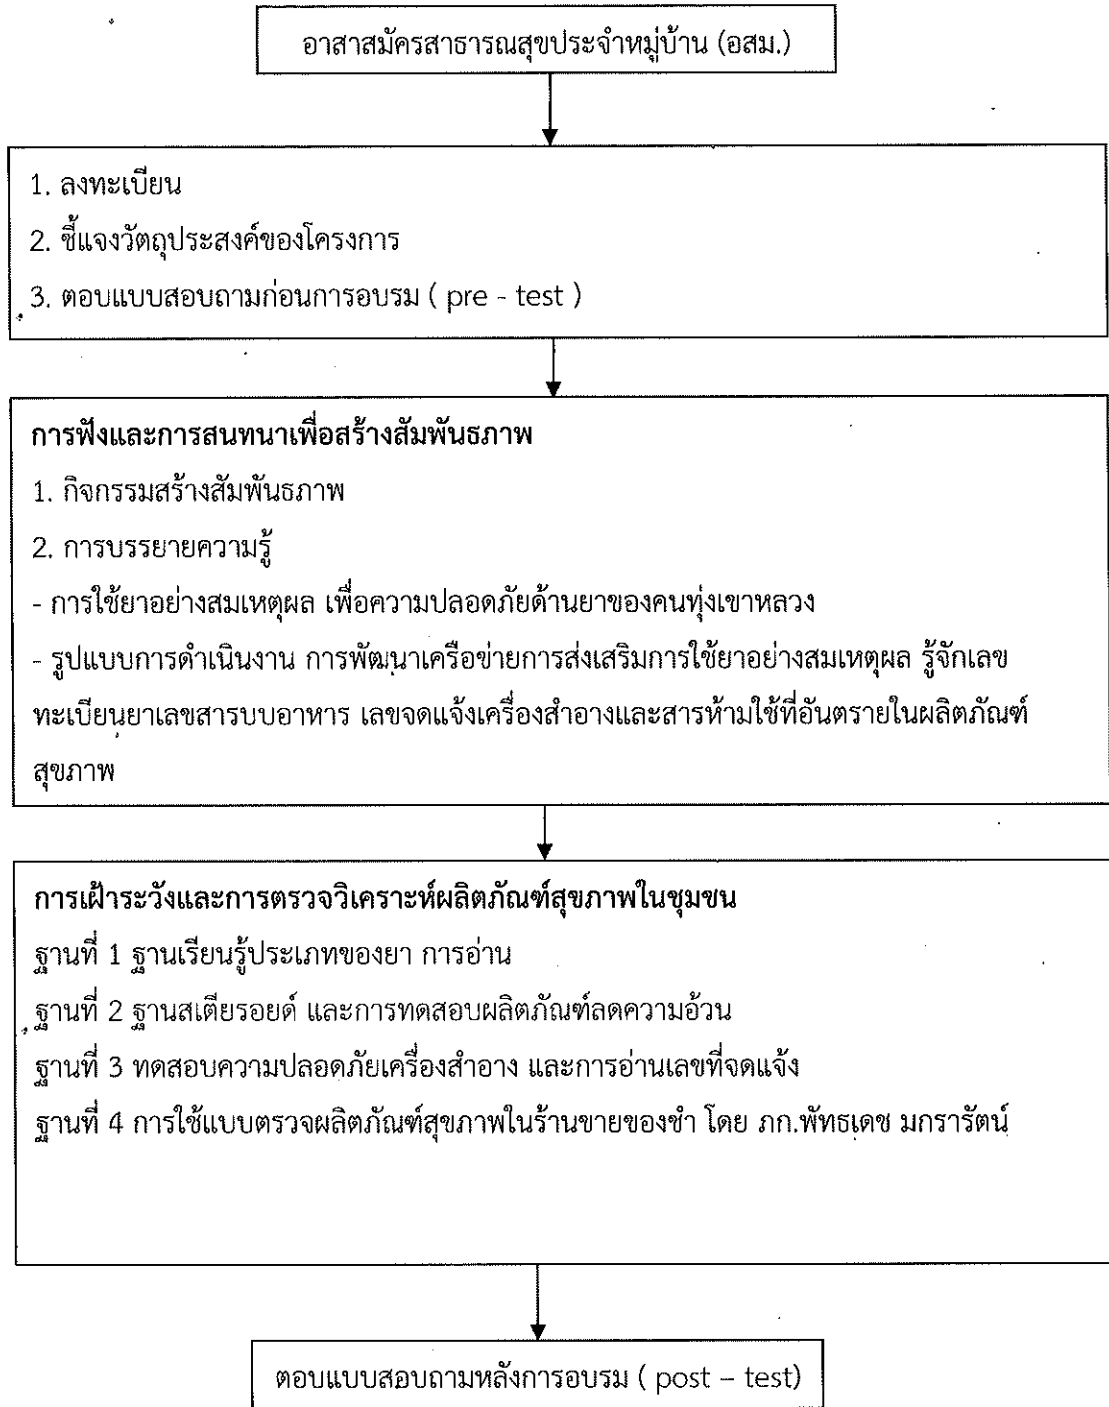 อาสาสมัครสาธารณสุขประจำหมู่บ้าน (อสม.)
1. ลงทะเบียน
2. ชี้แจงวัตถุประสงค์ของโครงการ
3. ตอบแบบสอบถามก่อนการอบรม ( pre - test )
การฟังและการสนทนาเพื่อสร้างสัมพันธภาพ
1. กิจกรรมสร้างสัมพันธภาพ
2. การบรรยายความรู้
- การใช้ยาอย่างสมเหตุผล เพื่อความปลอดภัยด้านยาของคนทุ่งเขาหลวง
- รูปแบบการดำเนินงาน การพัฒนาเครือข่ายการส่งเสริมการใช้ยาอย่างสมเหตุผล รู้จักเลข
ทะเบียนยาเลขสารบบอาหาร เลขจดแจ้งเครื่องสำอางและสารห้ามใช้ที่อันตรายในผลิตภัณฑ์
สุขภาพ
การเฝ้าระวังและการตรวจวิเคราะห์ผลิตภัณฑ์สุขภาพในชุมชน
ฐานที่ 1 ฐานเรียนรู้ประเภทของยา การอ่าน
ฐานที่ 2 ฐานสเตียรอยด์ และการทดสอบผลิตภัณฑ์ลดความอ้วน
ฐานที่ 3 ทดสอบความปลอดภัยเครื่องสำอาง และการอ่านเลขที่จดแจ้ง
ฐานที่ 4 การใช้แบบตรวจผลิตภัณฑ์สุขภาพในร้านขายของชำ โดย ภก.พัทธเดช มกรารัตน์
ตอบแบบสอบถามหลังการอบรม ( post – test)